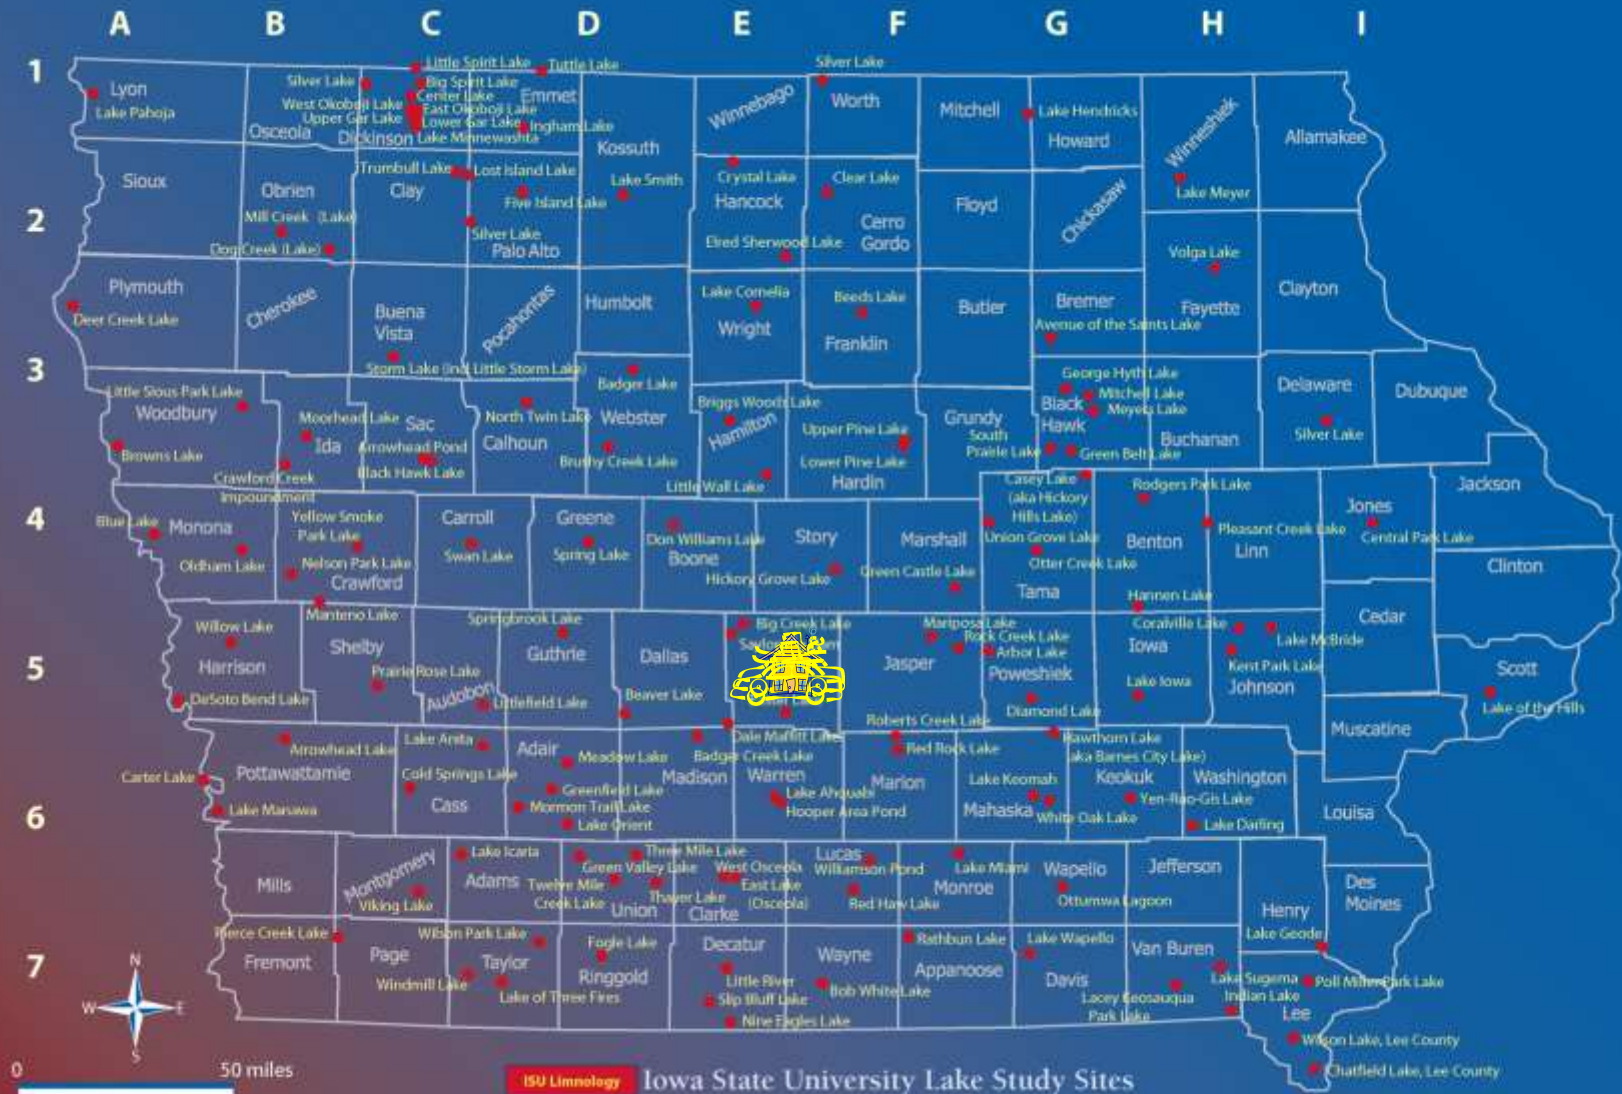 A B C D E F G H I
1
Little Spirit Lake
Tuttle Lake
Silver Lake
Silver Lake
Big Spirit Lake
Lyon
Center Lake
Emmet
Winnebago
Worth
Mitchell
West Okoboji Lake
East Okoboji Lake
Lake Pahoja
Upper Gar Lake
Lower Gar Lake
Ingham Lake
Lake Hendricks
Osceola
Dickinson
Lake Minnewashta
Kossuth
Howard
Winneshiek
Allamakee
Trumbull Lake
Lost Island Lake
Sioux
Obrien
Clay
Lake Smith
Crystal Lake
Clear Lake
Lake Meyer
Five Island Lake
Hancock
Floyd
Chickasaw
2
Mill Creek (Lake)
Cerro
Gordo
Silver Lake
Elred Sherwood Lake
Dog Creek (Lake)
Palo Alto
Volga Lake
Plymouth
Cherokee
Buena
Vista
Pocahontas
Humbolt
Lake Cornelia
Beeds Lake
Butler
Bremer
Fayette
Clayton
Deer Creek Lake
Wright
Avenue of the Saints Lake
Franklin
3
Storm Lake (incl Little Storm Lake)
Badger Lake
George Hyth Lake
Delaware
Dubuque
Little Sioux Park Lake
Mitchell Lake
Woodbury
Moorhead Lake
Sac
North Twin Lake
Webster
Briggs Woods Lake
Grundy
Black
Hawk
Meyers Lake
Ida
Arrowhead Pond
Calhoun
Hamilton
Upper Pine Lake
South
Prairie Lake
Buchanan
Silver Lake
Browns Lake
Brushy Creek Lake
Lower Pine Lake
Green Belt Lake
Crawford Creek
Impoundment
Black Hawk Lake
Little Wall Lake
Hardin
Casey Lake
(aka Hickory
Hills Lake)
Rodgers Park Lake
Jackson
4
Blue Lake
Monona
Yellow Smoke
Park Lake
Carroll
Greene
Jones
Don Williams Lake
Story
Marshall
Union Grove Lake
Benton
Pleasant Creek Lake
Central Park Lake
Oldham Lake
Nelson Park Lake
Swan Lake
Spring Lake
Boone
Otter Creek Lake
Linn
Crawford
Hickory Grove Lake
Green Castle Lake
Tama
Clinton
Hannen Lake
Manteno Lake
Willow Lake
Springbrook Lake
Big Creek Lake
Mariposa Lake
Coralville Lake
Cedar
Shelby
Rock Creek Lake
Iowa
Lake McBride
Harrison
Guthrie
Dallas
Jasper
Arbor Lake
Kent Park Lake
5
Prairie Rose Lake
Poweshiek
Lake Iowa
Johnson
Scott
DeSoto Bend Lake
Audobon
Littlefield Lake
Beaver Lake
Diamond Lake
Lake of the Hills
Roberts Creek Lake
Muscatine
Arrowhead Lake
Lake Anita
Adair
Dale Maffitt Lake
Red Rock Lake
Hawthorn Lake
aka Barnes City Lake)
Meadow Lake
Badger Creek Lake
Carter Lake
Pottawattamie
Cold Springs Lake
Madison
Warren
Marion
Lake Keomah
Keokuk
Washington
Greenfield Lake
Lake Ahquabi
Yen-Ruo-Gis Lake
6
Lake Manawa
Cass
Mormon Trail Lake
Hooper Area Pond
Mahaska
White Oak Lake
Louisa
Lake Orient
Lake Darling
Montgomery
Lake Icaria
Three Mile Lake
Lucas
Green Valley Lake
West Osceola
Williamson Pond
Lake Miami
Wapello
Jefferson
Mills
Adams
Twelve Mile
Creek Lake
Thayer Lake
East Lake
(Osceola)
Monroe
Des
Moines
Viking Lake
Union
Clarke
Red Haw Lake
Ottumwa Lagoon
Henry
Pierce Creek Lake
Wilson Park Lake
Fogle Lake
Decatur
Wayne
Rathbun Lake
Lake Wapello
Van Buren
Lake Geode
7
Fremont
Page
Taylor
Ringgold
Appanoose
Davis
Windmill Lake
Little River
Lake Sugema
Poll Miller Park Lake
Lake of Three Fires
Slip Bluff Lake
Bob White Lake
Lacey Keosauqua
Park Lake
Indian Lake
Lee
Nine Eagles Lake
Wilson Lake, Lee County
Chatfield Lake, Lee County
N
W E
S
0 50 miles
ISU Limnology Iowa State University Lake Study Sites